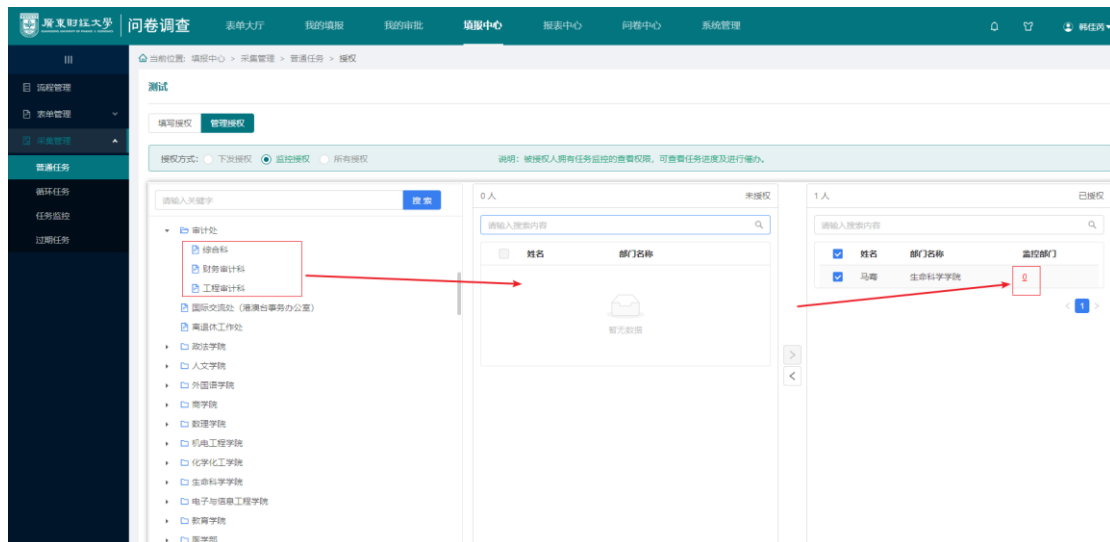 廣東财经大學 问卷调查 表单大厅 我的填报 我的审批 填报中心 报表中心 问卷中心 系统管理
当前位置: 填报中心 > 采集管理 > 普通任务 > 授权
流程管理
表单管理
采集管理
普通任务
循环任务
任务监控
过期任务
测试
填写授权 管理授权
授权方式: 下发授权 监控授权 所有授权 说明: 被授权人拥有任务监控的查看权限, 可查看任务进度及进行催办。
请输入关键字 搜索
审计处
综合科
财务审计科
工程审计科
国际交流处(港澳台事务办公室)
离退休工作处
政法学院
人文学院
外国语学院
商学院
数理学院
机电工程学院
化学化工学院
生命科学学院
电子与信息工程学院
教育学院
医学部
0人 未授权
请输入搜索内容
姓名 部门名称
暂无数据
>
<
1人 已授权
请输入搜索内容
姓名 部门名称 监控部门
生命科学学院 0
< 1 >